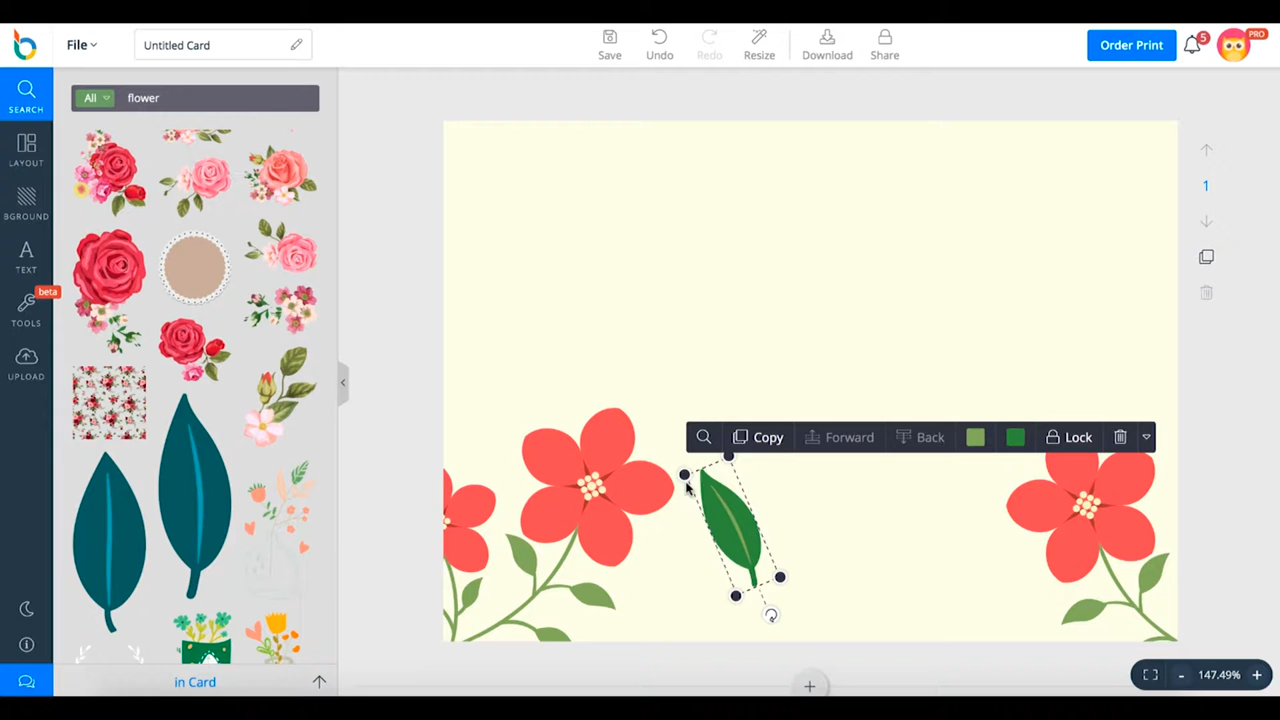 File
Untitled Card
Save
Undo
Redo
Resize
Download
Share
Order Print
5
PRO
SEARCH
All
flower
LAYOUT
BGROUND
TEXT
beta
TOOLS
UPLOAD
1
Copy
Forward
Back
Lock
in Card
- 147.49% +